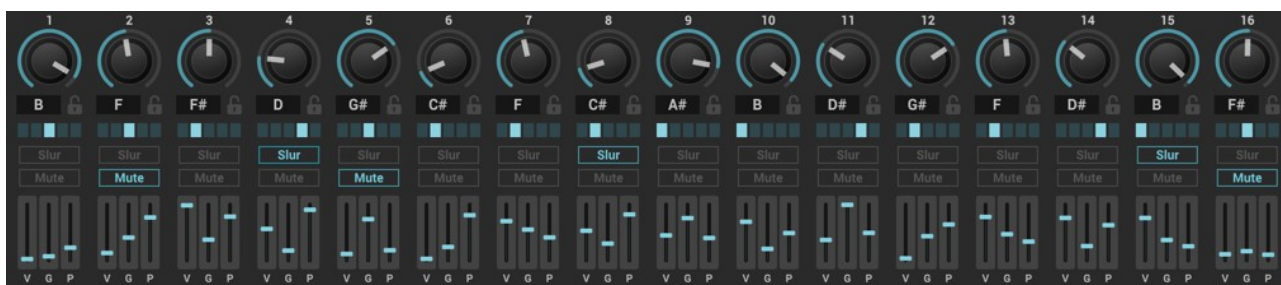 1 2 3 4 5 6 7 8 9 10 11 12 13 14 15 16
B F F# D G# C# F C# A# B D# G# F D# B F#
Slur Slur Slur Slur Slur Slur Slur Slur Slur Slur Slur Slur Slur Slur Slur Slur
Mute Mute Mute Mute Mute Mute Mute Mute Mute Mute Mute Mute Mute Mute Mute Mute
V G P V G P V G P V G P V G P V G P V G P V G P V G P V G P V G P V G P V G P V G P V G P V G P